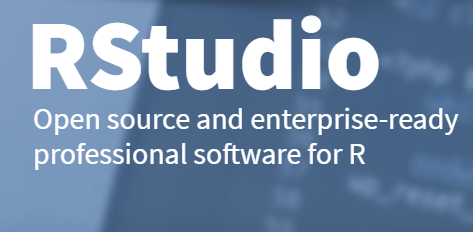 RStudio
Open source and enterprise-ready
professional software for R